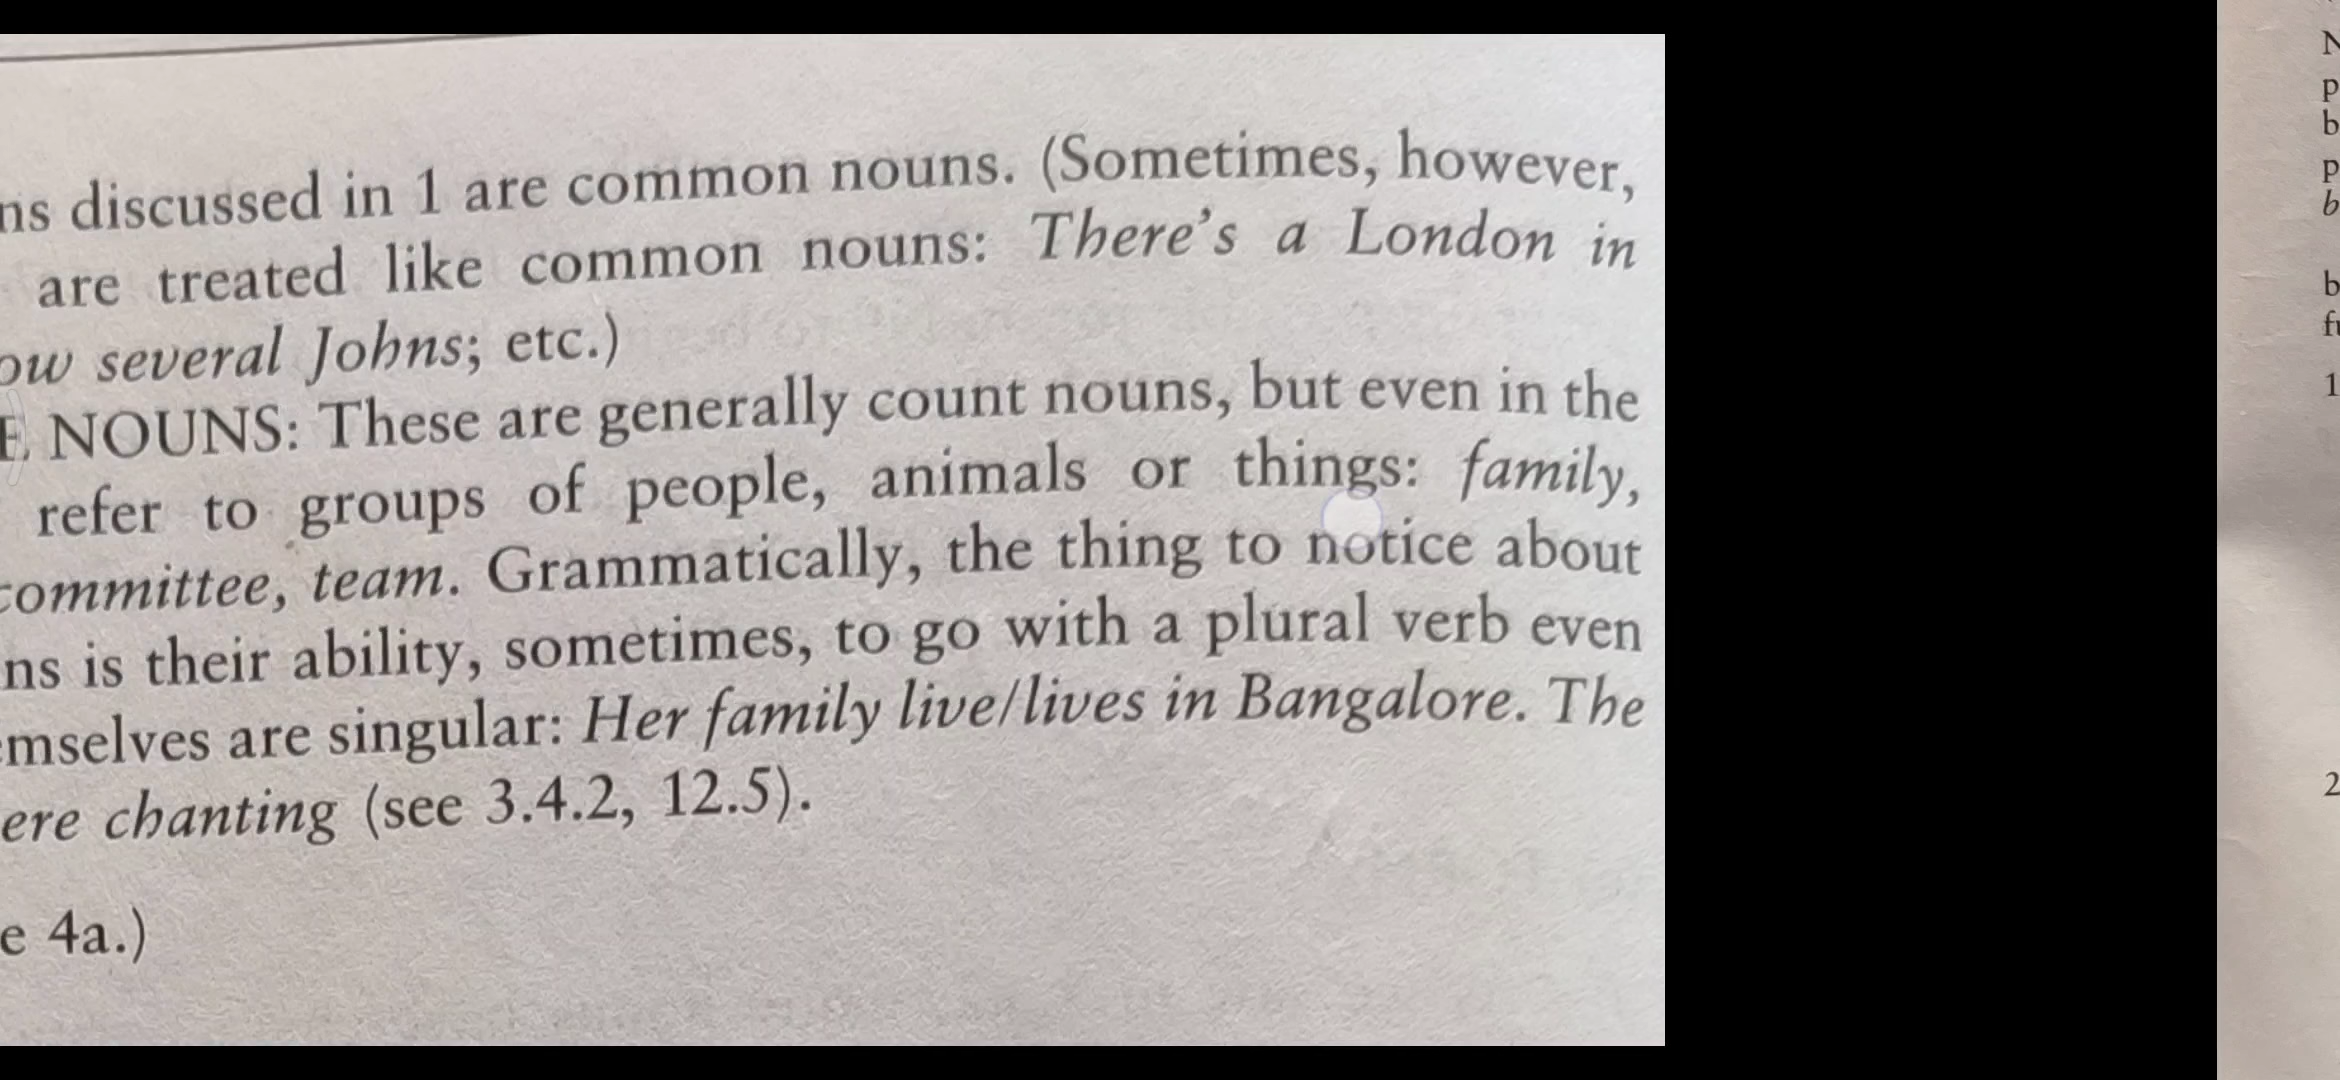 ns discussed in 1 are common nouns. (Sometimes, however,
are treated like common nouns: There's a London in
ow several Johns; etc.)
E NOUNS: These are generally count nouns, but even in the
refer to groups of people, animals or things: family,
committee, team. Grammatically, the thing to notice about
ns is their ability, sometimes, to go with a plural verb even
emselves are singular: Her family live/lives in Bangalore. The
ere chanting (see 3.4.2, 12.5).
e 4a.)
N
p
b
p
b
b
fu
1
2